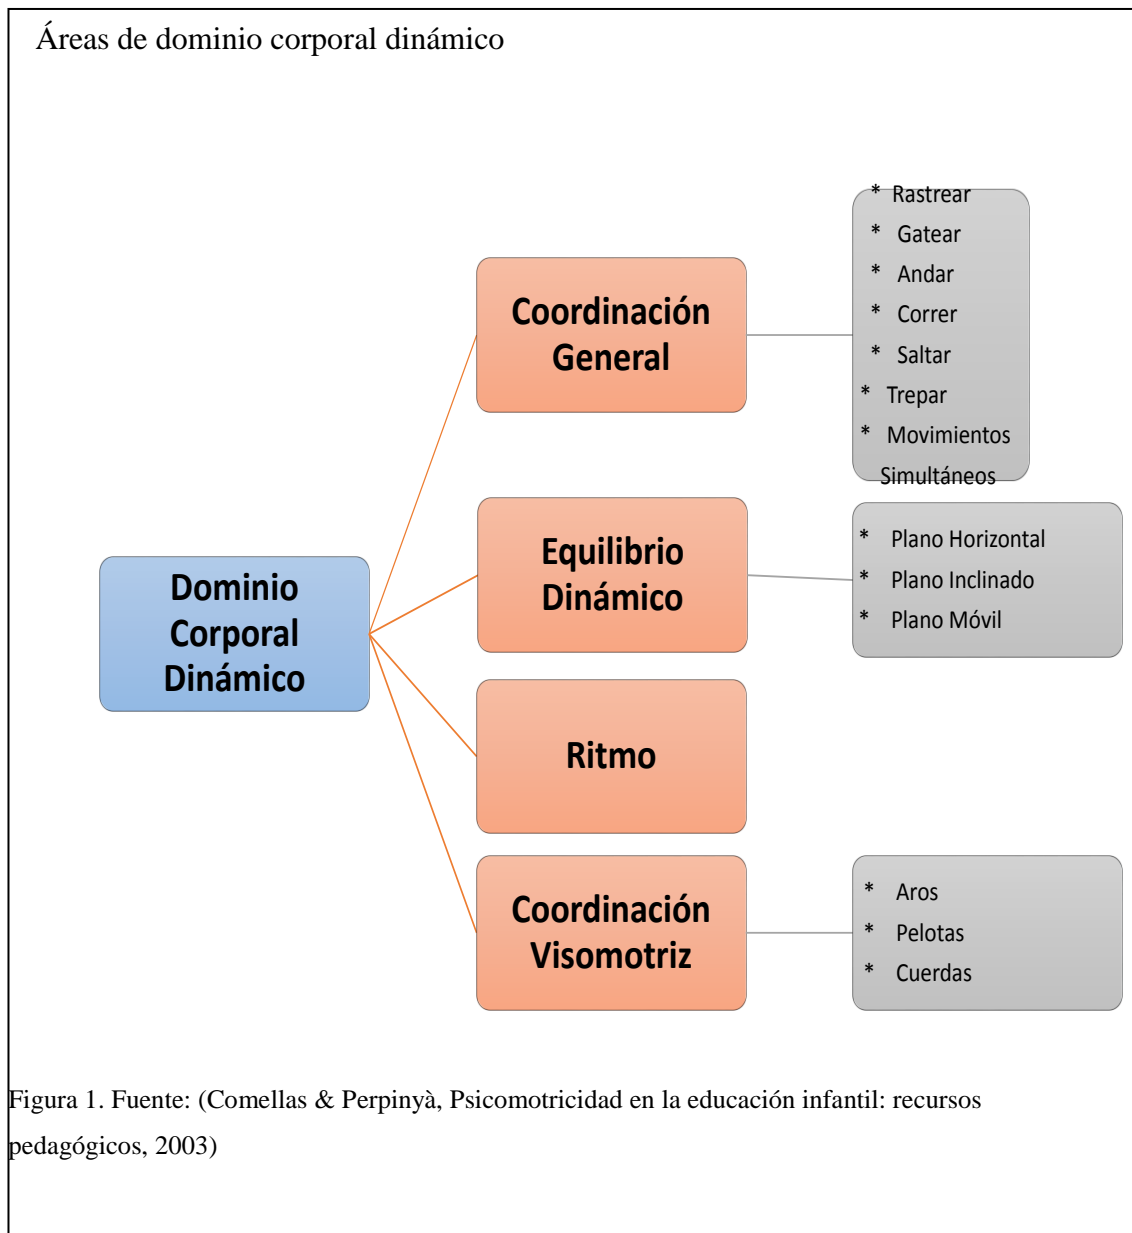 Áreas de dominio corporal dinámico
* Rastrear
* Gatear
* Andar
* Correr
* Saltar
* Trepar
* Movimientos
Simultáneos
Coordinación
General
Equilibrio
Dinámico
* Plano Horizontal
* Plano Inclinado
* Plano Móvil
Dominio
Corporal
Dinámico
Ritmo
Coordinación
Visomotriz
* Aros
* Pelotas
* Cuerdas
Figura 1. Fuente: (Comellas & Perpinyà, Psicomotricidad en la educación infantil: recursos
pedagógicos, 2003)